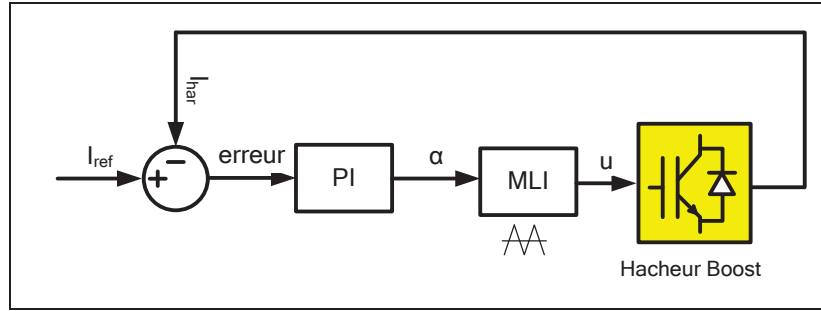 Ihar
Iref
erreur
PI
α
MLI
u
Hacheur Boost